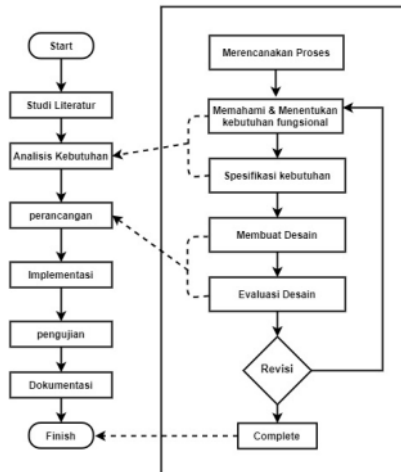 Start
Studi Literatur
Analisis Kebutuhan
perancangan
Implementasi
pengujian
Dokumentasi
Finish
Merencanakan Proses
Memahami & Menentukan
kebutuhan fungsional
Spesifikasi kebutuhan
Membuat Desain
Evaluasi Desain
Revisi
Complete